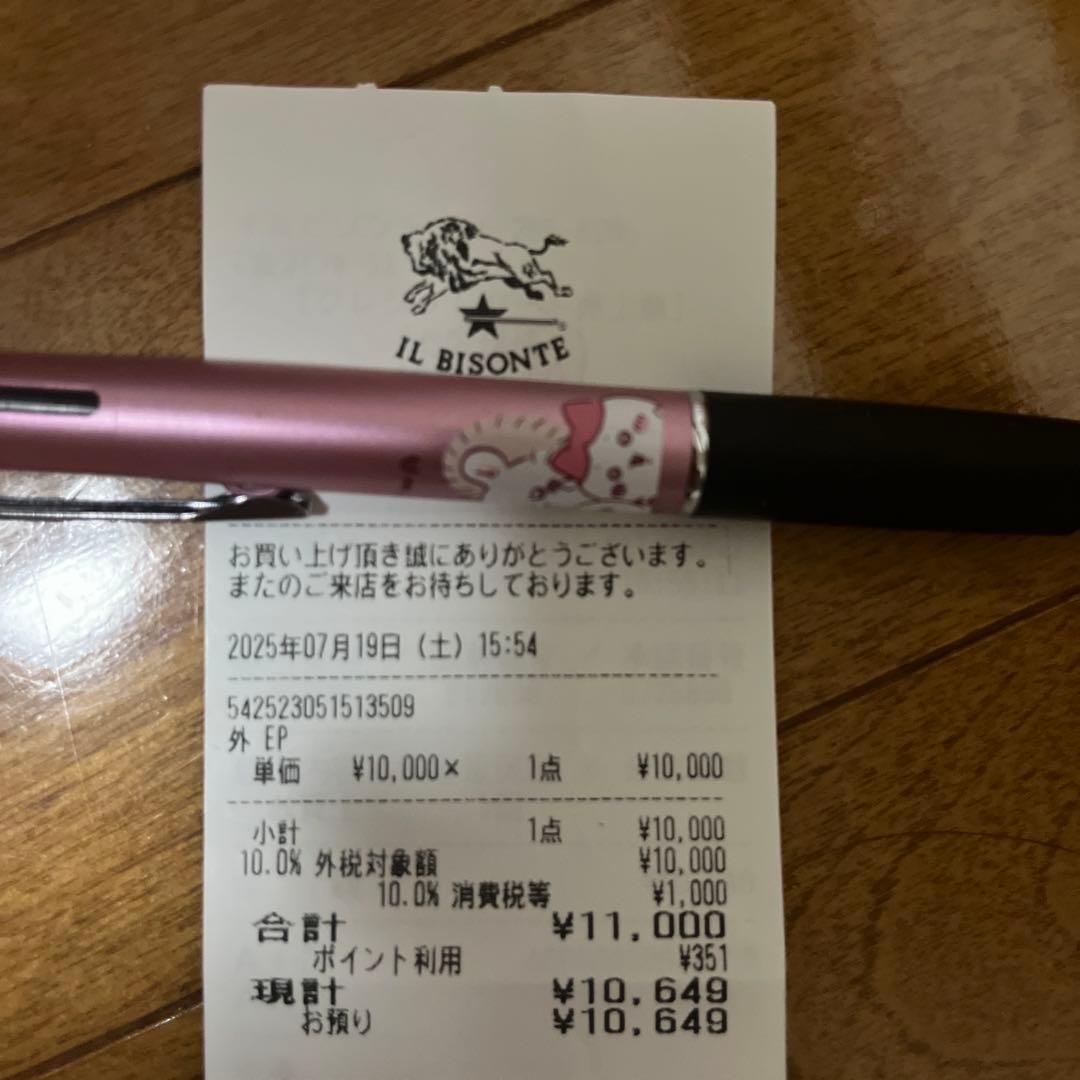 IL BISONTE
お買い上げ頂き誠にありがとうございます。
またのご来店をお待ちしております。
2025年07月19日（土）15:54
542523051513509
外 EP
単価 ¥10,000× 1点 ¥10,000
小計 1点 ¥10,000
10.0% 外税対象額 ¥10,000
10.0% 消費税等 ¥1,000
合計 ¥11,000
ポイント利用 ¥351
現計 ¥10,649
お預り ¥10,649